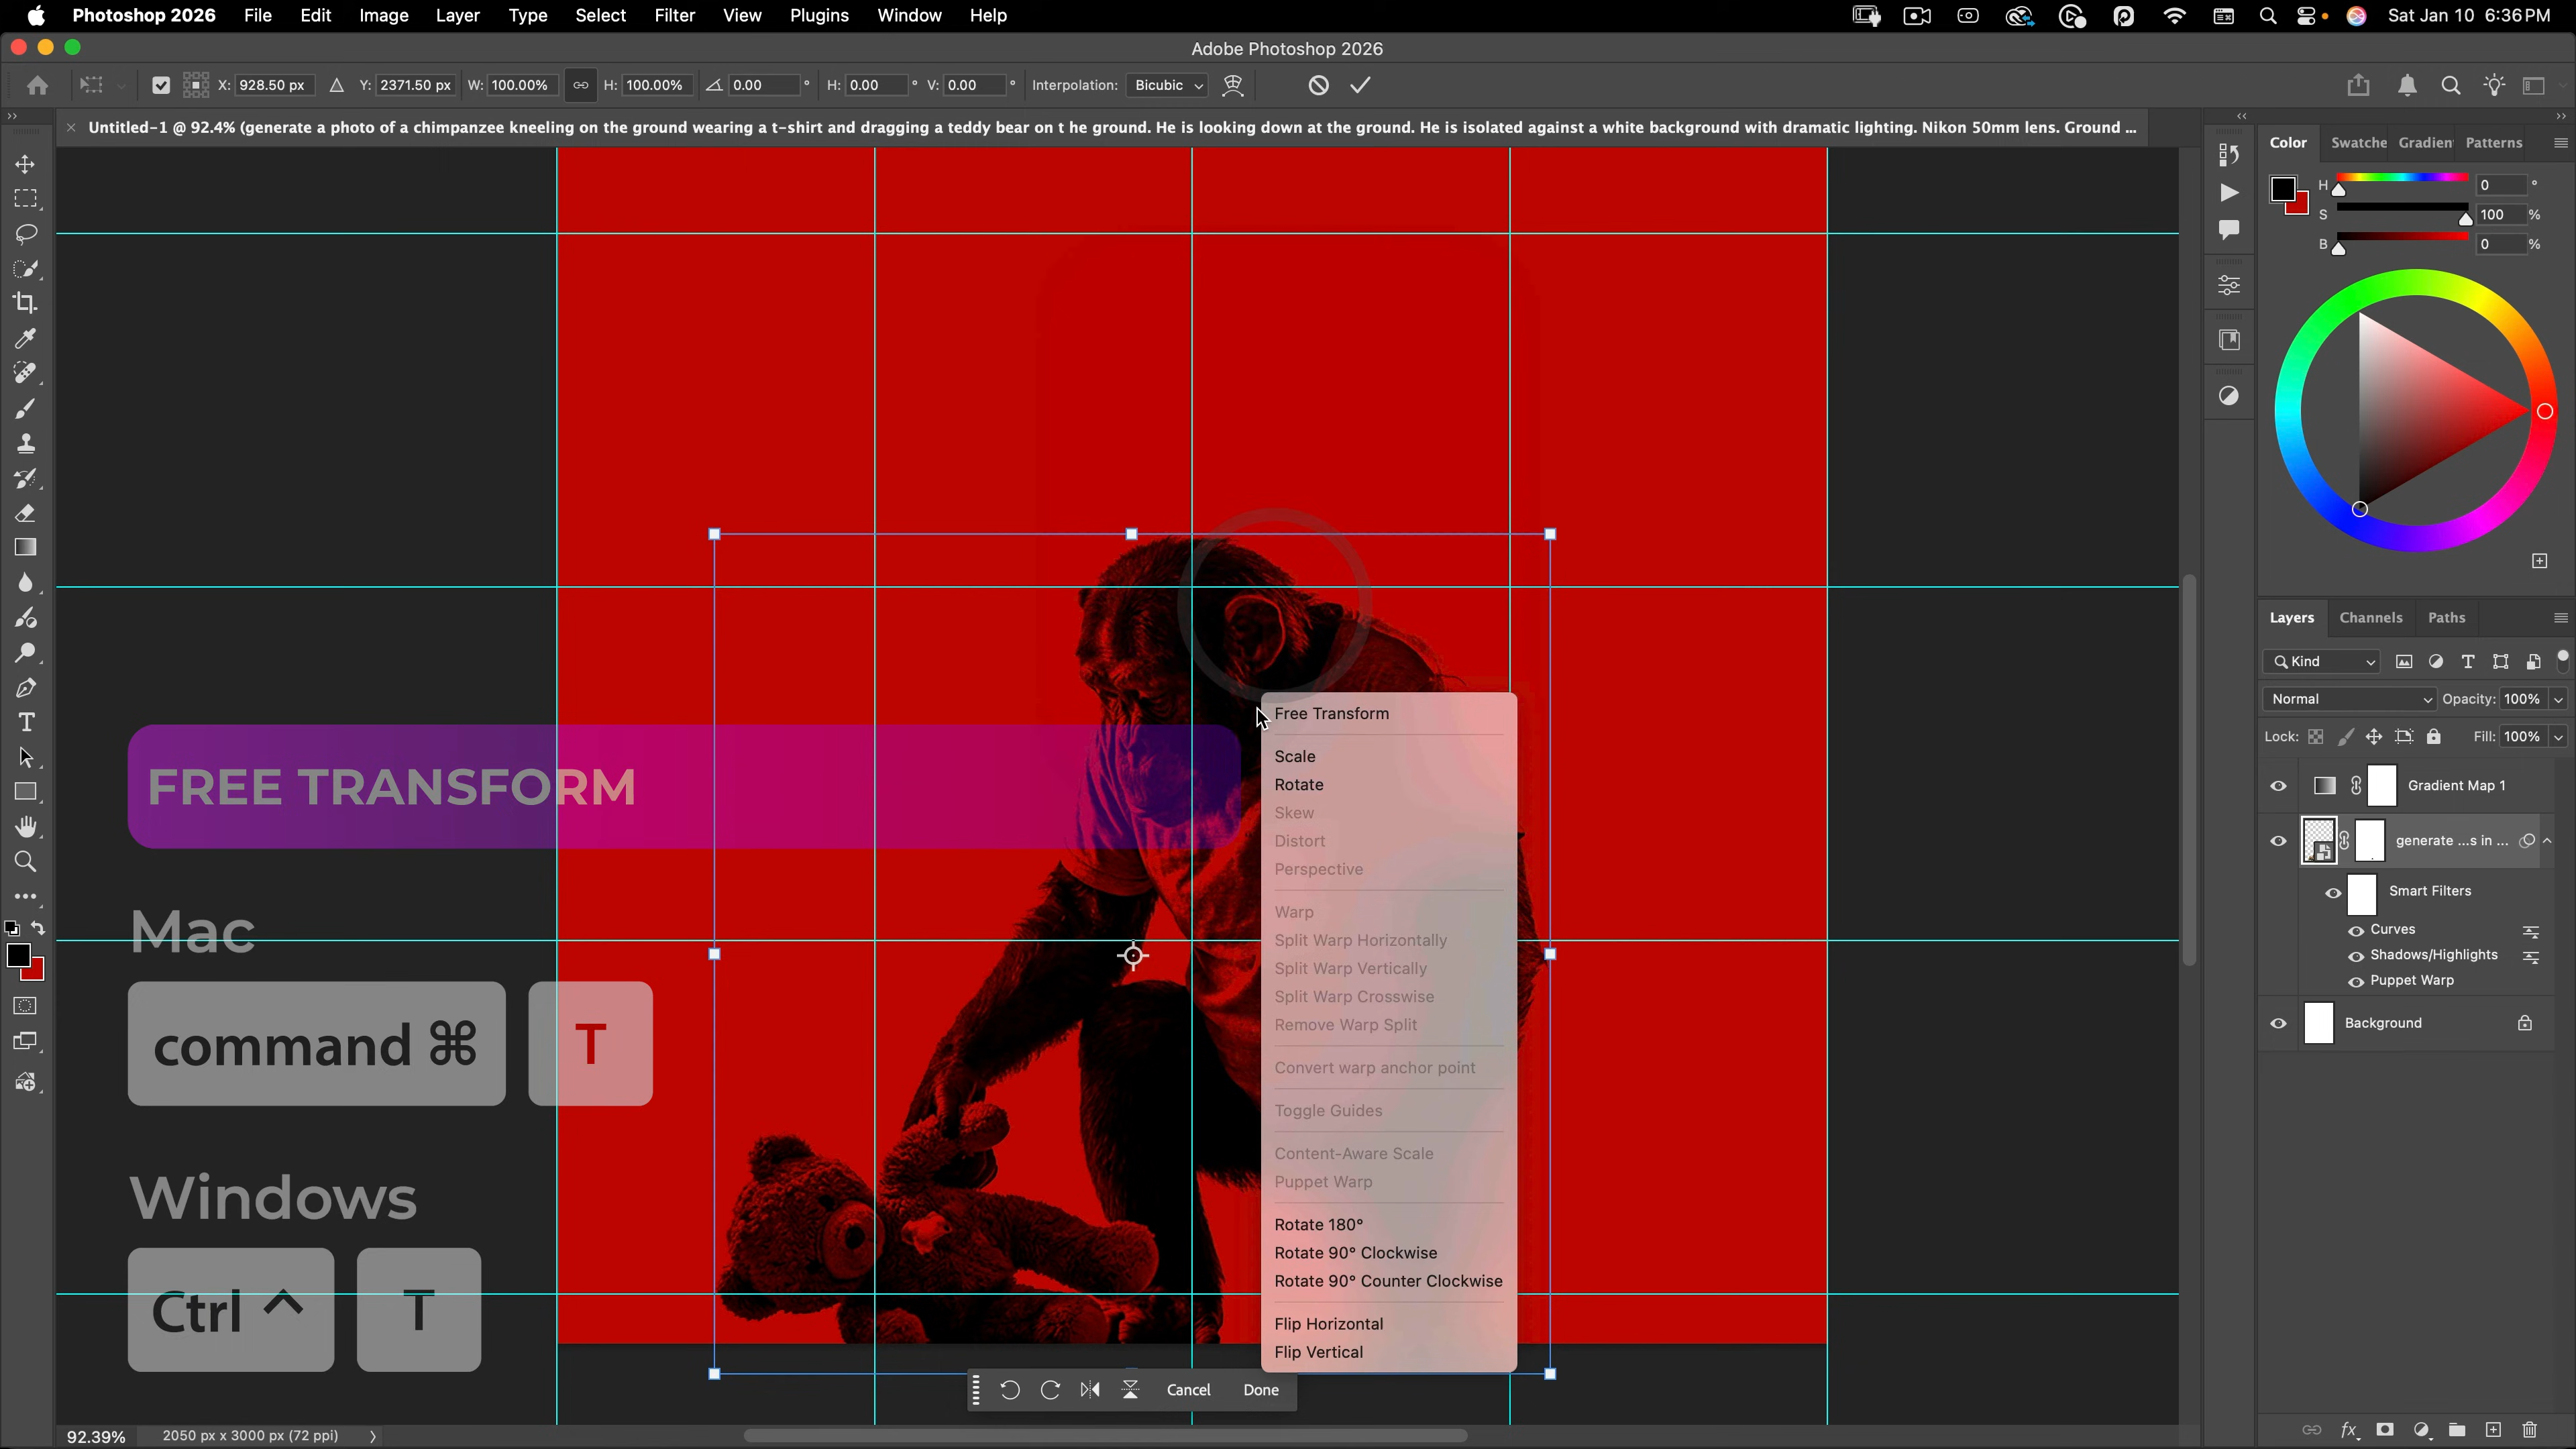 Photoshop 2026 File Edit Image Layer Type Select Filter View Plugins Window Help Sat Jan 10 6:36 PM
Adobe Photoshop 2026
X: 928.50 px Y: 2371.50 px W: 100.00% H: 100.00% 0.00 ° H: 0.00 ° V: 0.00 ° Interpolation: Bicubic
Untitled-1 @ 92.4% (generate a photo of a chimpanzee kneeling on the ground wearing a t-shirt and dragging a teddy bear on t he ground. He is looking down at the ground. He is isolated against a white background with dramatic lighting. Nikon 50mm lens. Ground ...
Color Swatche Gradien Patterns
H 0 °
S 100 %
B 0 %
FREE TRANSFORM
Mac
command ⌘ T
Windows
Ctrl ^ T
Free Transform
Scale
Rotate
Skew
Distort
Perspective
Warp
Split Warp Horizontally
Split Warp Vertically
Split Warp Crosswise
Remove Warp Split
Convert warp anchor point
Toggle Guides
Content-Aware Scale
Puppet Warp
Rotate 180°
Rotate 90° Clockwise
Rotate 90° Counter Clockwise
Flip Horizontal
Flip Vertical
Cancel Done
Layers Channels Paths
Kind
Normal Opacity: 100%
Lock: Fill: 100%
Gradient Map 1
generate ...s in ...
Smart Filters
Curves
Shadows/Highlights
Puppet Warp
Background
92.39% 2050 px x 3000 px (72 ppi)